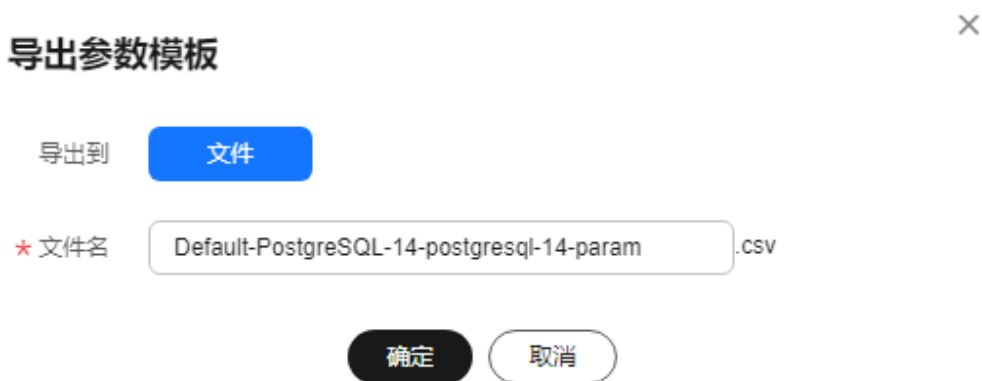 导出参数模板
导出到 文件
* 文件名 Default-PostgreSQL-14-postgresql-14-param .csv
确定 取消